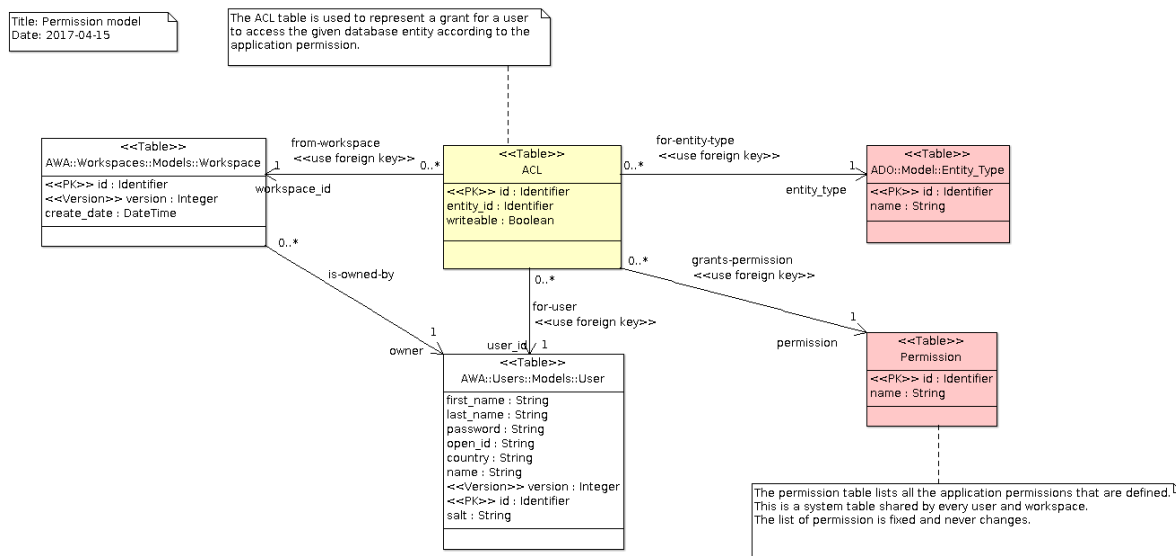 Title: Permission model
Date: 2017-04-15
The ACL table is used to represent a grant for a user
to access the given database entity according to the
application permission.
<<Table>>
AWA::Workspaces::Models::Workspace
<<PK>> id : Identifier
<<Version>> version : Integer
create_date : DateTime
from-workspace
<<use foreign key>>
1
0..*
workspace_id
<<Table>>
ACL
<<PK>> id : Identifier
entity_id : Identifier
writeable : Boolean
for-entity-type
<<use foreign key>>
0..*
1
entity_type
<<Table>>
ADO::Model::Entity_Type
<<PK>> id : Identifier
name : String
0..*
is-owned-by
1
owner
0..*
for-user
<<use foreign key>>
user_id
1
0..*
grants-permission
<<use foreign key>>
1
permission
<<Table>>
AWA::Users::Models::User
first_name : String
last_name : String
password : String
open_id : String
country : String
name : String
<<Version>> version : Integer
<<PK>> id : Identifier
salt : String
<<Table>>
Permission
<<PK>> id : Identifier
name : String
The permission table lists all the application permissions that are defined.
This is a system table shared by every user and workspace.
The list of permission is fixed and never changes.